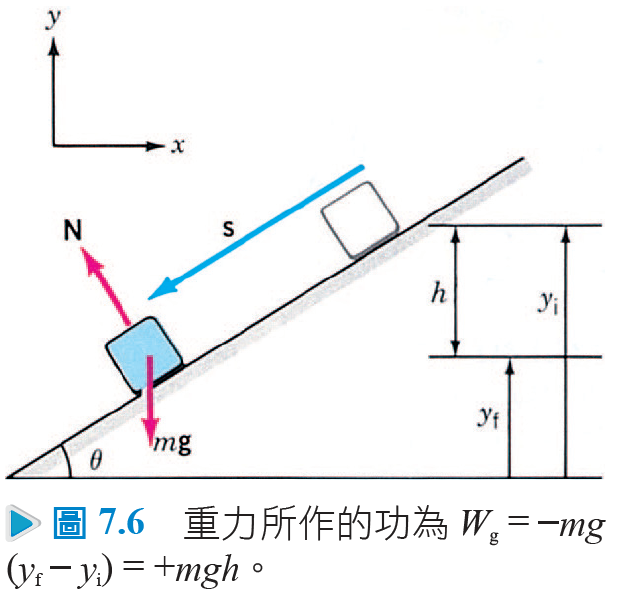 y
x
N
s
h
yi
yf
mg
θ
圖 7.6 重力所作的功為 Wg = −mg
(yf − yi) = +mgh。